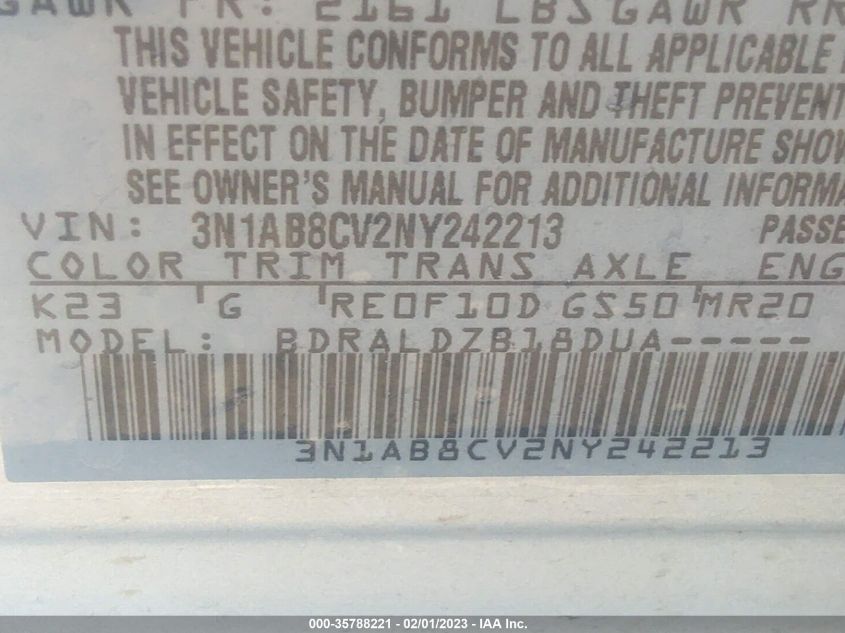 GAWR FR: 2161 LBS GAWR RR
THIS VEHICLE CONFORMS TO ALL APPLICABLE
VEHICLE SAFETY, BUMPER AND THEFT PREVENT
IN EFFECT ON THE DATE OF MANUFACTURE SHOW
SEE OWNER'S MANUAL FOR ADDITIONAL INFORMA
VIN: 3N1AB8CV2NY242213 PASSE
COLOR TRIM TRANS AXLE ENG
K23 G RE0F10D GS50 MR20
MODEL: BDRALDZB18DUA-----
3N1AB8CV2NY242213
000-35788221 - 02/01/2023 - IAA Inc.